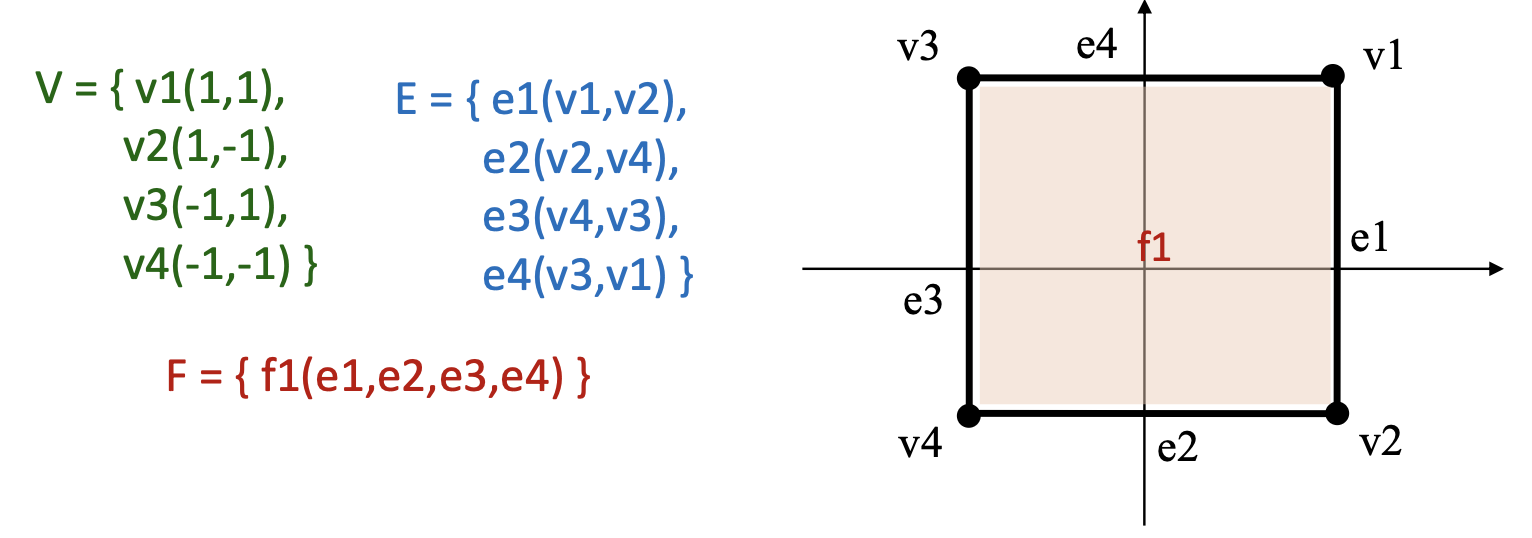 V = { v1(1,1),
v2(1,-1),
v3(-1,1),
v4(-1,-1) }
E = { e1(v1,v2),
e2(v2,v4),
e3(v4,v3),
e4(v3,v1) }
F = { f1(e1,e2,e3,e4) }
v3
e4
v1
f1
e1
e3
v4
e2
v2